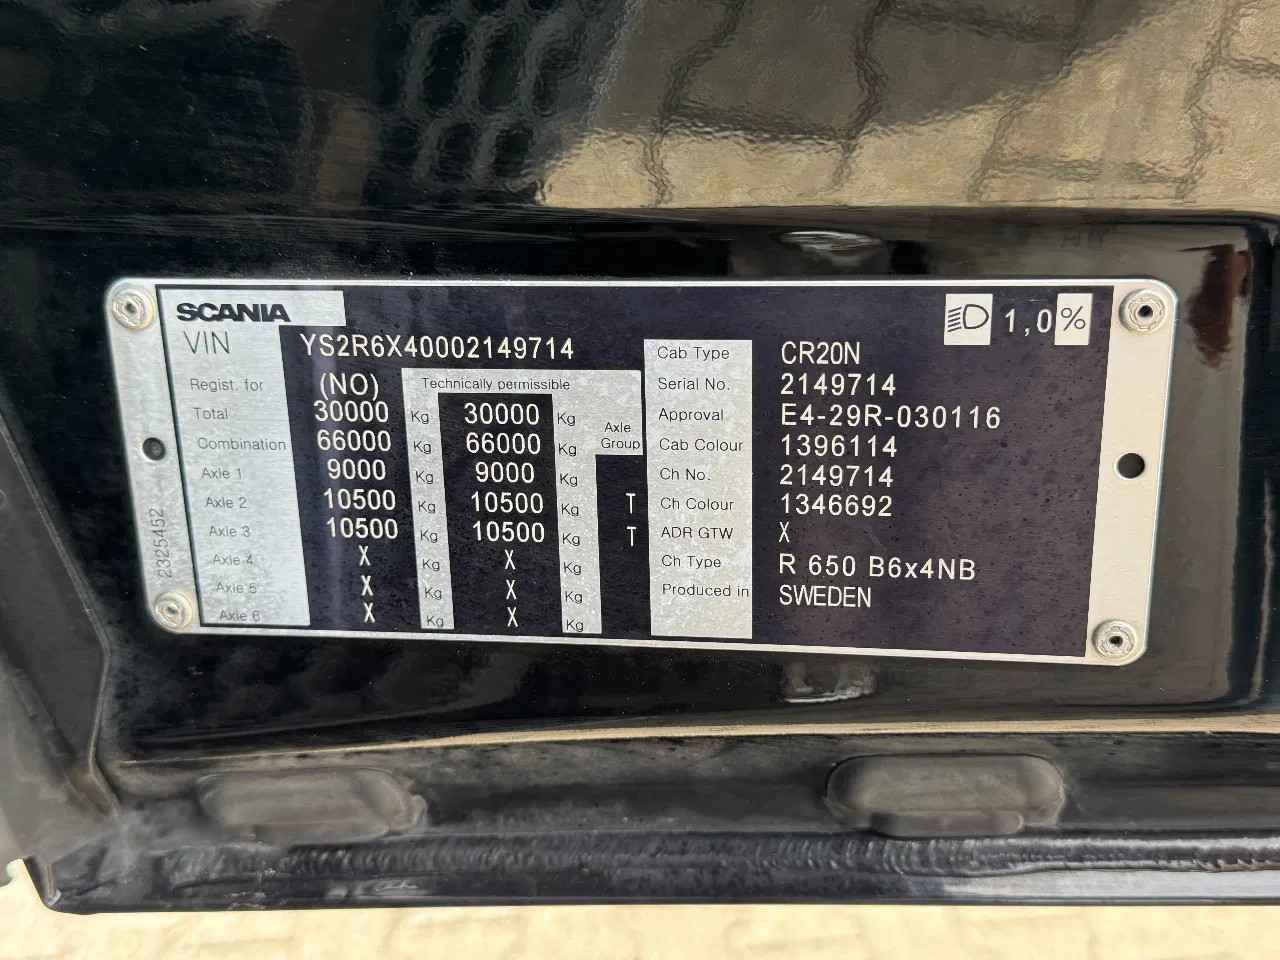 SCANIA
1,0 %
VIN YS2R6X40002149714
Regist. for (NO) Technically permissible
Total 30000 Kg 30000 Kg Axle Group
Combination 66000 Kg 66000 Kg
Axle 1 9000 Kg 9000 Kg
Axle 2 10500 Kg 10500 Kg T
Axle 3 10500 Kg 10500 Kg T
Axle 4 X Kg X Kg
Axle 5 X Kg X Kg
Axle 6 X Kg X Kg
2325452
Cab Type CR20N
Serial No. 2149714
Approval E4-29R-030116
Cab Colour 1396114
Ch No. 2149714
Ch Colour 1346692
ADR GTW X
Ch Type R 650 B6x4NB
Produced in SWEDEN